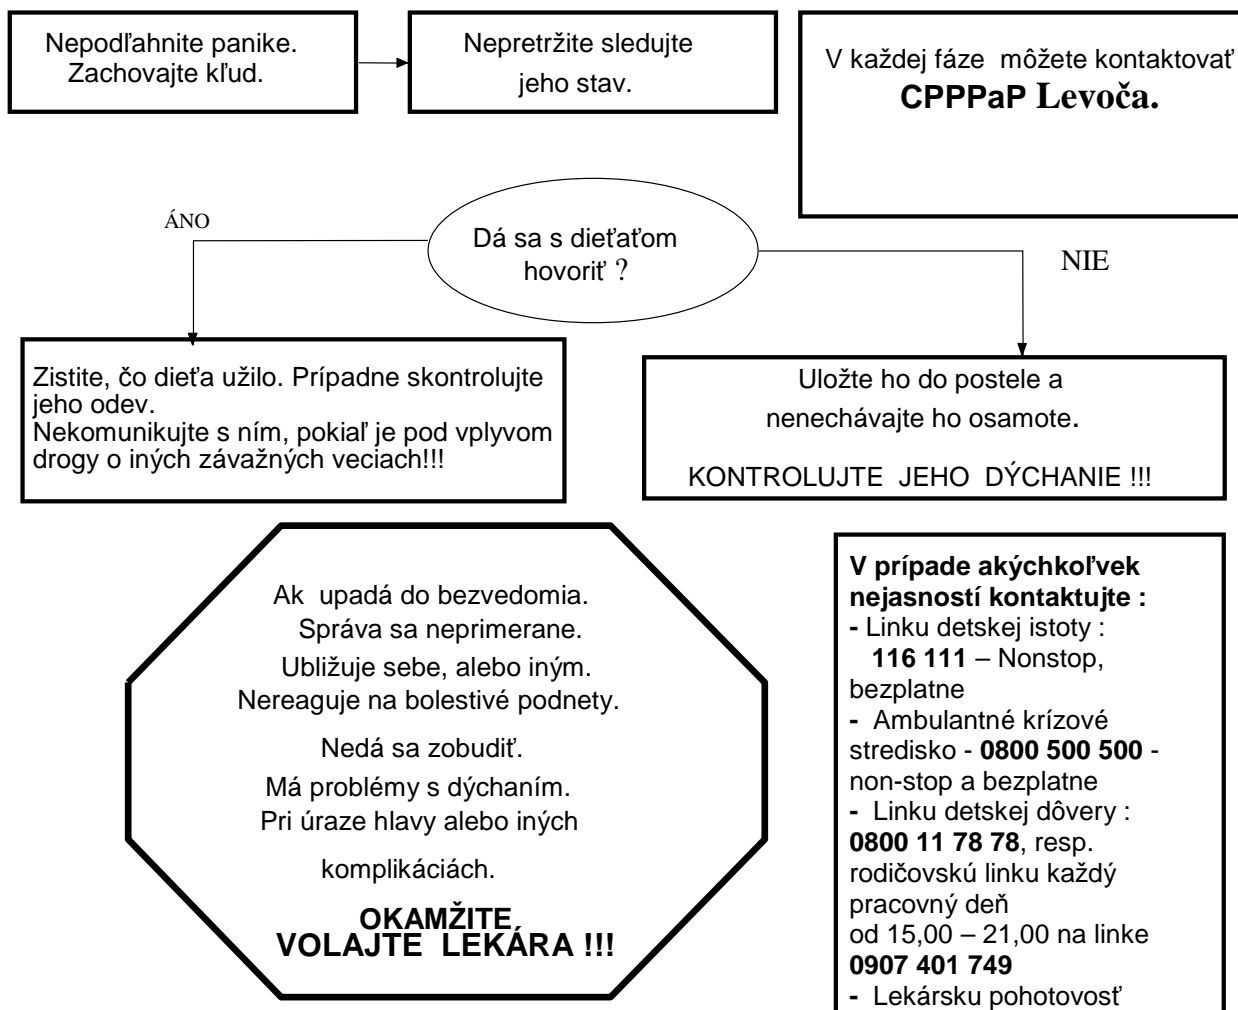 Nepodľahnite panike.
Zachovajte kľud.
Nepretržite sledujte
jeho stav.
V každej fáze môžete kontaktovať
CPPPaP Levoča.
ÁNO
Dá sa s dieťaťom
hovoriť ?
NIE
Zistite, čo dieťa užilo. Prípadne skontrolujte
jeho odev.
Nekomunikujte s ním, pokiaľ je pod vplyvom
drogy o iných závažných veciach!!!
Uložte ho do postele a
nenechávajte ho osamote.
KONTROLUJTE JEHO DÝCHANIE !!!
Ak upadá do bezvedomia.
Správa sa neprimerane.
Ubližuje sebe, alebo iným.
Nereaguje na bolestivé podnety.
Nedá sa zobudiť.
Má problémy s dýchaním.
Pri úraze hlavy alebo iných
komplikáciách.
OKAMŽITE
VOLAJTE LEKÁRA !!!
V prípade akýchkoľvek
nejasností kontaktujte :
- Linku detskej istoty :
116 111 – Nonstop,
bezplatne
- Ambulantné krízové
stredisko - 0800 500 500 -
non-stop a bezplatne
- Linku detskej dôvery :
0800 11 78 78, resp.
rodičovskú linku každý
pracovný deň
od 15,00 – 21,00 na linke
0907 401 749
- Lekársku pohotovosť